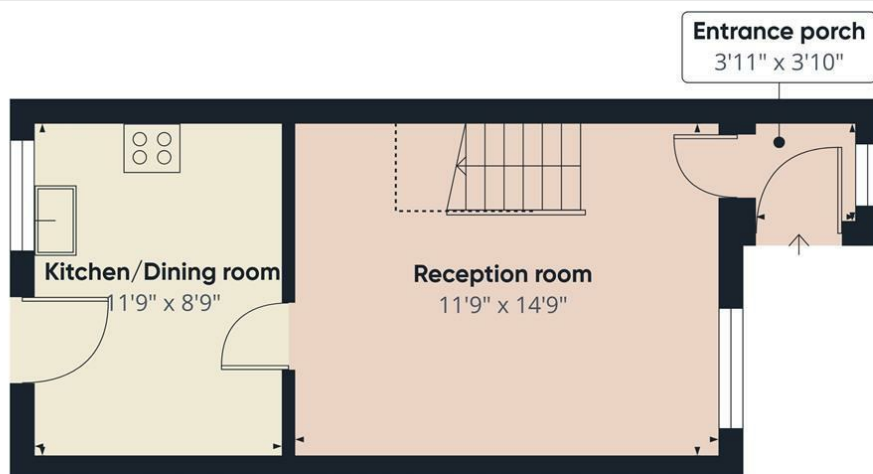 Entrance porch
3'11" x 3'10"
Kitchen/Dining room
11'9" x 8'9"
Reception room
11'9" x 14'9"